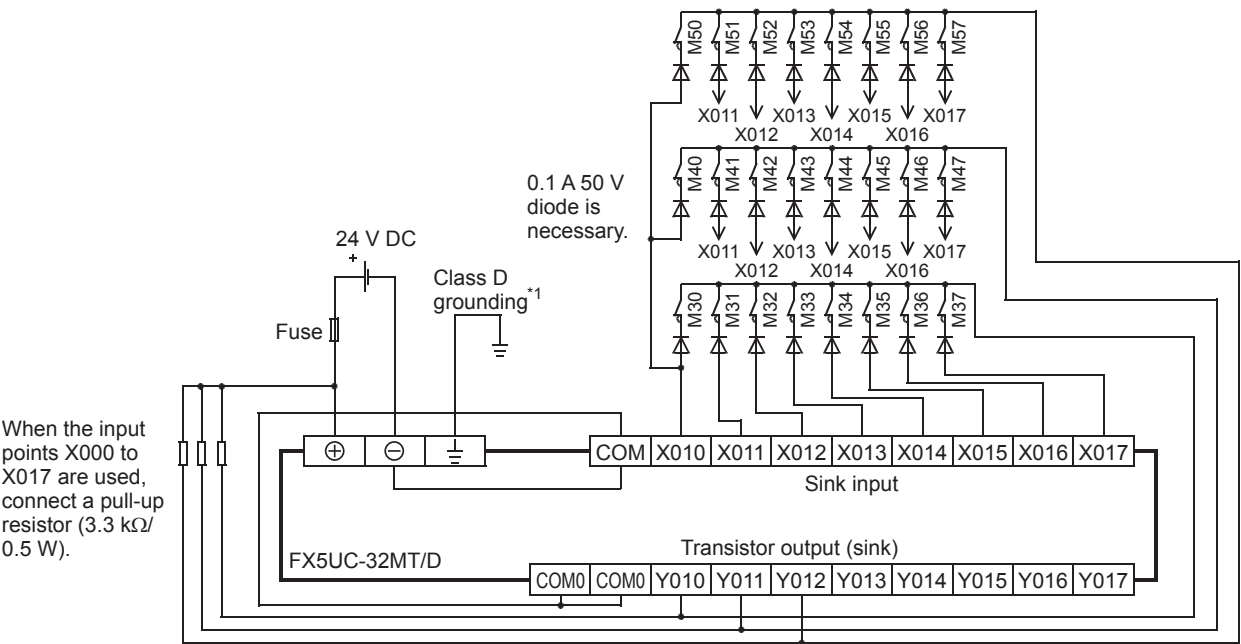 M50 M51 M52 M53 M54 M55 M56 M57
X011 X013 X015 X017
X012 X014 X016
M40 M41 M42 M43 M44 M45 M46 M47
0.1 A 50 V
diode is
necessary.
X011 X013 X015 X017
X012 X014 X016
24 V DC
+
Class D
grounding*1
M30 M31 M32 M33 M34 M35 M36 M37
Fuse
When the input
points X000 to
X017 are used,
connect a pull-up
resistor (3.3 kΩ/
0.5 W).
COM X010 X011 X012 X013 X014 X015 X016 X017
Sink input
Transistor output (sink)
FX5UC-32MT/D
COM0 COM0 Y010 Y011 Y012 Y013 Y014 Y015 Y016 Y017